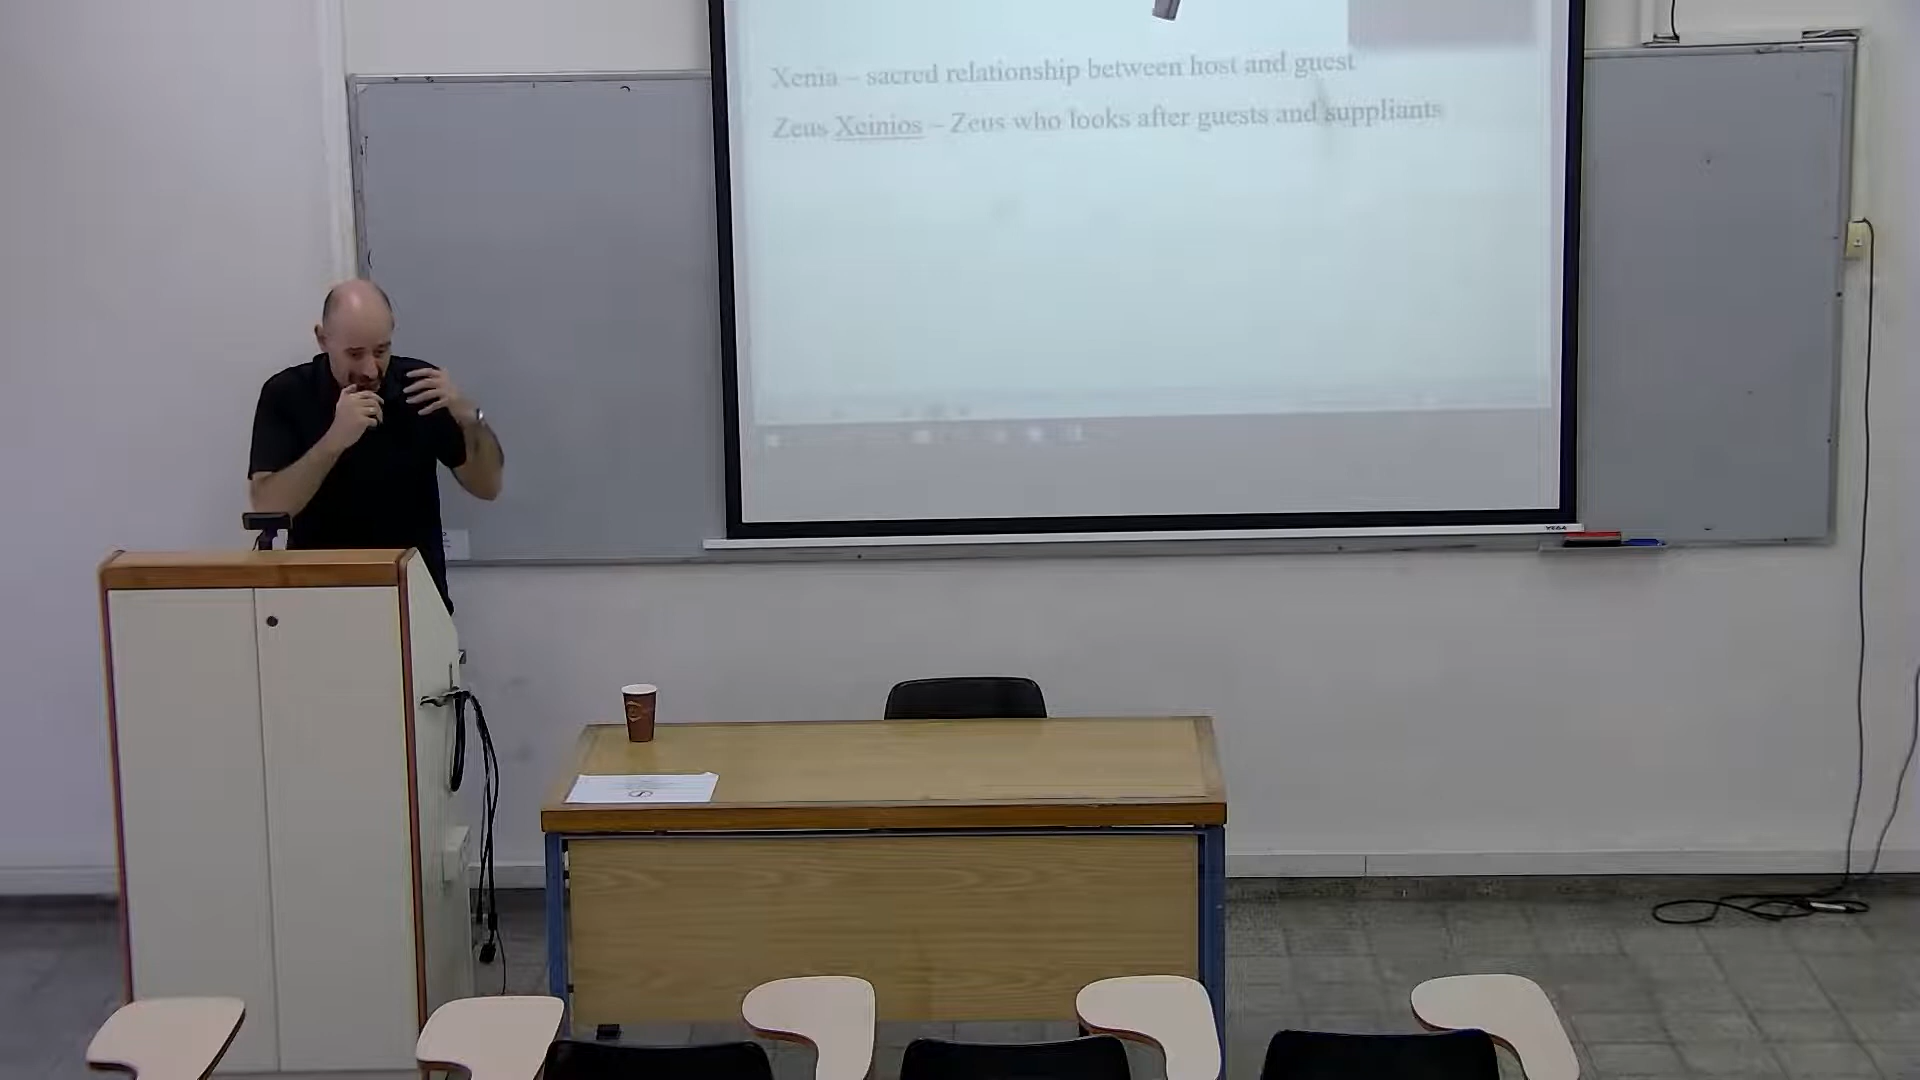 Xenia – sacred relationship between host and guest
Zeus Xeinios – Zeus who looks after guests and suppliants